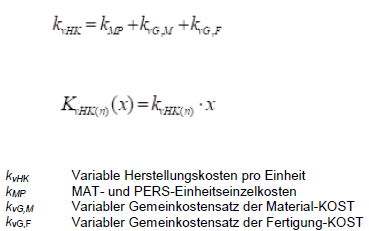 k_vHK = k_MP + k_vG,M + k_vG,F
K_vHK(n)(x) = k_vHK(n) · x
k_vHK Variable Herstellungskosten pro Einheit
k_MP MAT- und PERS-Einheitseinzelkosten
k_vG,M Variabler Gemeinkostensatz der Material-KOST
k_vG,F Variabler Gemeinkostensatz der Fertigung-KOST